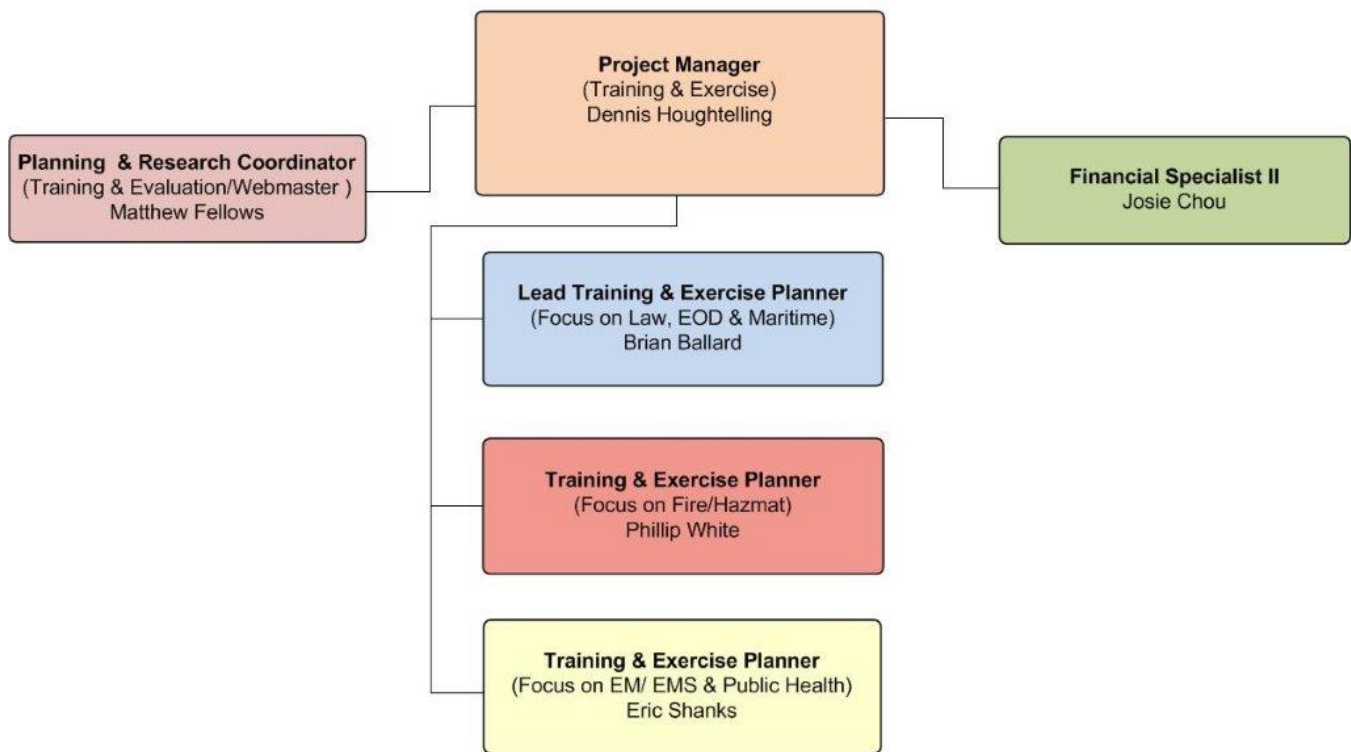 Project Manager
(Training & Exercise)
Dennis Houghtelling
Planning & Research Coordinator
(Training & Evaluation/Webmaster )
Matthew Fellows
Financial Specialist II
Josie Chou
Lead Training & Exercise Planner
(Focus on Law, EOD & Maritime)
Brian Ballard
Training & Exercise Planner
(Focus on Fire/Hazmat)
Phillip White
Training & Exercise Planner
(Focus on EM/ EMS & Public Health)
Eric Shanks